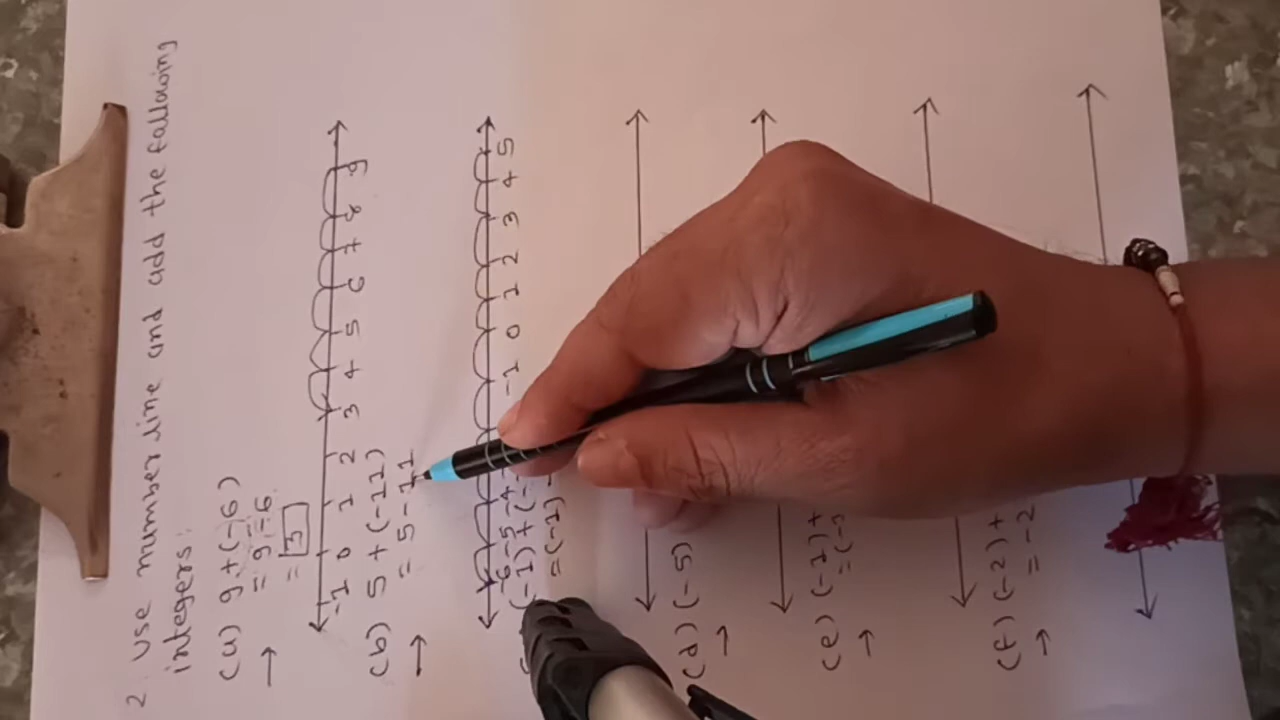 2. Use number line and add the following
integers:
(a) 9+(-6)
→ = 9-6
= 3
-1 0 1 2 3 4 5 6 7 8 9
(b) 5+(-11)
→ = 5-11
-6 -5 -4 -1 0 1 2 3 4 5
(-1)+(-
=(-1)-
(d) (-5)
→
(e) (-1)+
→ =(-
(f) (-2)+
→ = -2